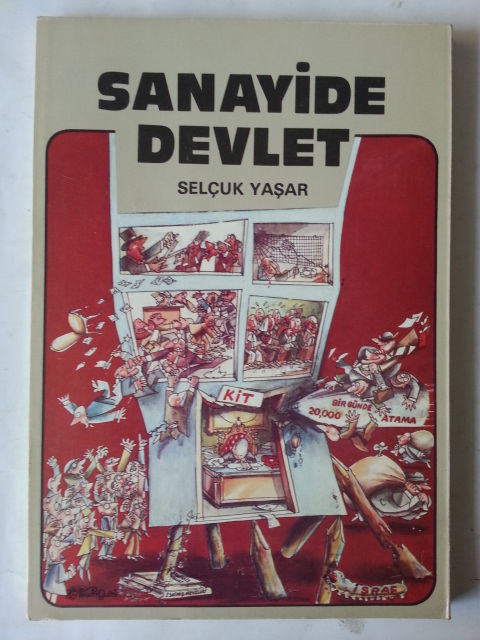 SANAYİDE
DEVLET
SELÇUK YAŞAR
KİT
BİR GÜNDE
20,000 ATAMA
İSRAF